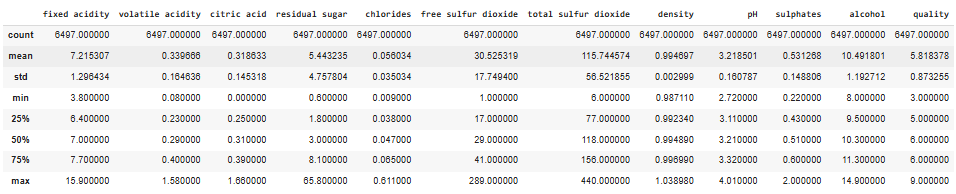 fixed acidity volatile acidity citric acid residual sugar chlorides free sulfur dioxide total sulfur dioxide density pH sulphates alcohol quality
count 6497.000000 6497.000000 6497.000000 6497.000000 6497.000000 6497.000000 6497.000000 6497.000000 6497.000000 6497.000000 6497.000000 6497.000000
mean 7.215307 0.339666 0.318633 5.443235 0.056034 30.525319 115.744574 0.994697 3.218501 0.531268 10.491801 5.818378
std 1.296434 0.164636 0.145318 4.757804 0.035034 17.749400 56.521855 0.002999 0.160787 0.148806 1.192712 0.873255
min 3.800000 0.080000 0.000000 0.600000 0.009000 1.000000 6.000000 0.987110 2.720000 0.220000 8.000000 3.000000
25% 6.400000 0.230000 0.250000 1.800000 0.038000 17.000000 77.000000 0.992340 3.110000 0.430000 9.500000 5.000000
50% 7.000000 0.290000 0.310000 3.000000 0.047000 29.000000 118.000000 0.994890 3.210000 0.510000 10.300000 6.000000
75% 7.700000 0.400000 0.390000 8.100000 0.065000 41.000000 156.000000 0.996990 3.320000 0.600000 11.300000 6.000000
max 15.900000 1.580000 1.660000 65.800000 0.611000 289.000000 440.000000 1.038980 4.010000 2.000000 14.900000 9.000000